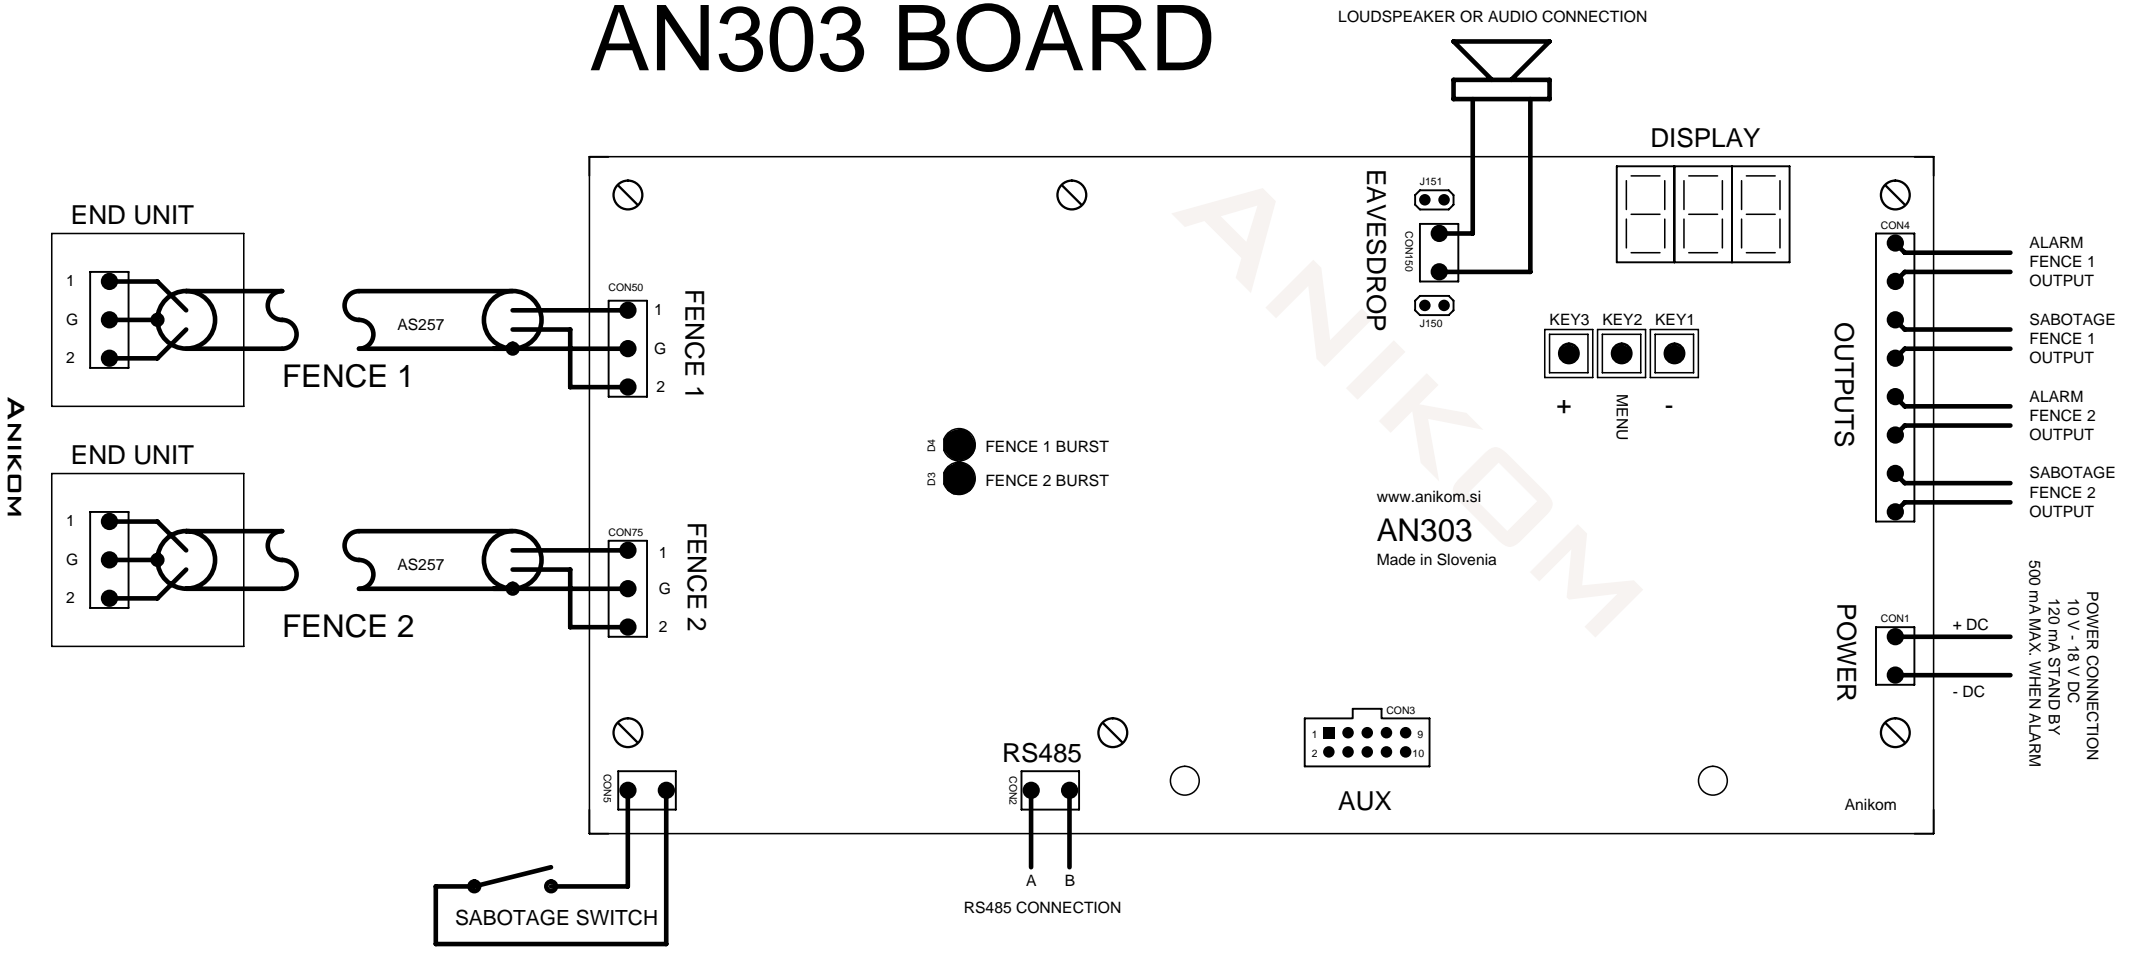 AN303 BOARD
LOUDSPEAKER OR AUDIO CONNECTION
DISPLAY
END UNIT
1
G
2
AS257
FENCE 1
CON50
1
G
2
FENCE 1
EAVESDROP
J151
CON150
J150
KEY3 KEY2 KEY1
+ MENU -
CON4
OUTPUTS
ALARM
FENCE 1
OUTPUT
SABOTAGE
FENCE 1
OUTPUT
ALARM
FENCE 2
OUTPUT
SABOTAGE
FENCE 2
OUTPUT
ANIKOM
ANIKOM
D4 FENCE 1 BURST
D3 FENCE 2 BURST
END UNIT
1
G
2
AS257
FENCE 2
CON75
1
G
2
FENCE 2
www.anikom.si
AN303
Made in Slovenia
POWER
CON1
+ DC
- DC
POWER CONNECTION
10 V - 18 V DC
120 mA STAND BY
500 mA MAX. WHEN ALARM
CON5
SABOTAGE SWITCH
RS485
CON2
A B
RS485 CONNECTION
CON3
1 9
2 10
AUX
Anikom